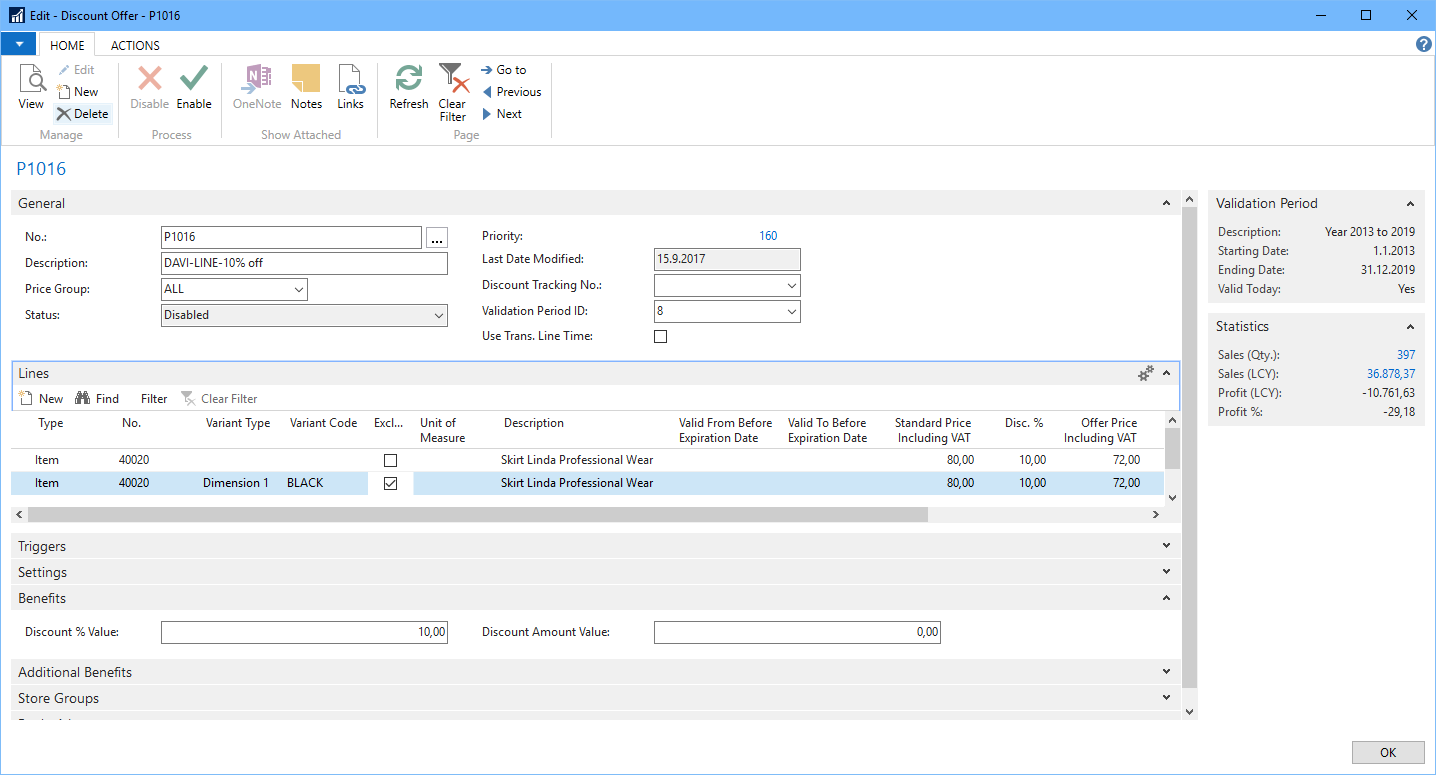 Edit - Discount Offer - P1016
HOME ACTIONS
View
Edit
New
Delete
Manage
Disable Enable
Process
OneNote Notes Links
Show Attached
Refresh Clear Filter
Go to
Previous
Next
Page
P1016
General
No.: P1016 ...
Description: DAVI-LINE-10% off
Price Group: ALL
Status: Disabled
Priority: 160
Last Date Modified: 15.9.2017
Discount Tracking No.:
Validation Period ID: 8
Use Trans. Line Time:
Lines
New Find Filter Clear Filter
Type No. Variant Type Variant Code Excl... Unit of Measure Description Valid From Before Expiration Date Valid To Before Expiration Date Standard Price Including VAT Disc. % Offer Price Including VAT
Item 40020 Skirt Linda Professional Wear 80,00 10,00 72,00
Item 40020 Dimension 1 BLACK Skirt Linda Professional Wear 80,00 10,00 72,00
Triggers
Settings
Benefits
Discount % Value: 10,00 Discount Amount Value: 0,00
Additional Benefits
Store Groups
Validation Period
Description: Year 2013 to 2019
Starting Date: 1.1.2013
Ending Date: 31.12.2019
Valid Today: Yes
Statistics
Sales (Qty.): 397
Sales (LCY): 36.878,37
Profit (LCY): -10.761,63
Profit %: -29,18
OK